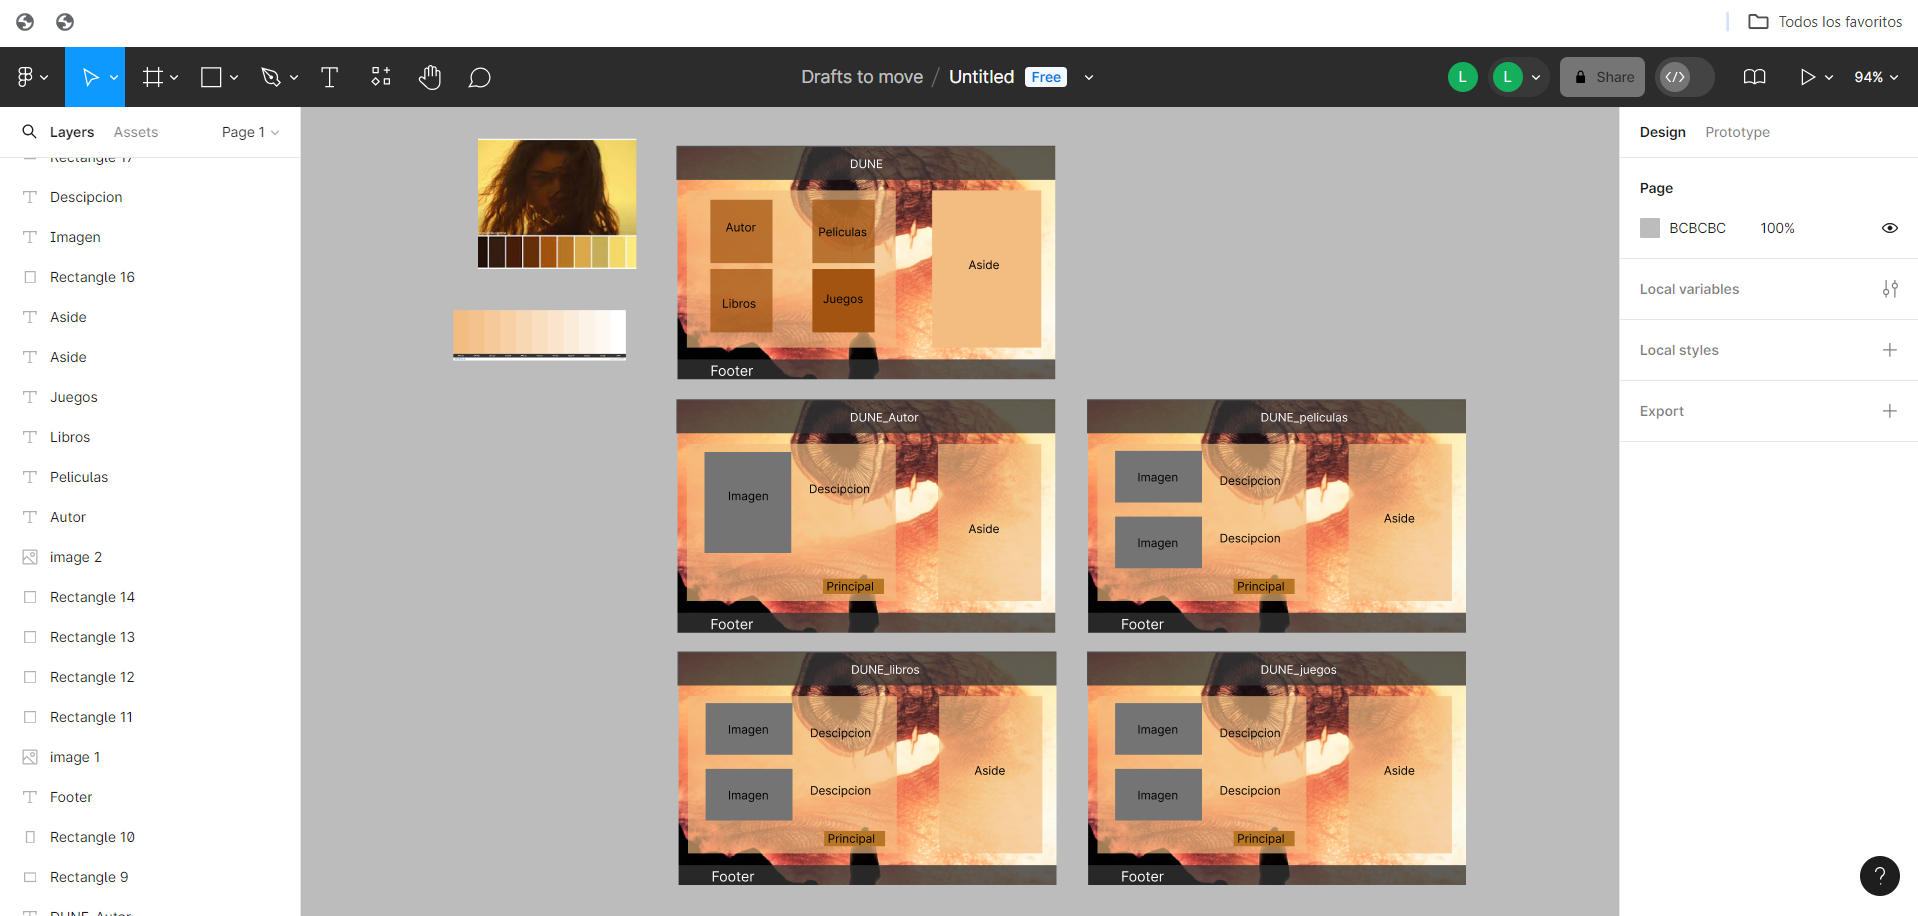 Todos los favoritos
Drafts to move / Untitled Free
L
L
Share
</>
94%
Layers
Assets
Page 1
Rectangle 17
Descipcion
Imagen
Rectangle 16
Aside
Aside
Juegos
Libros
Peliculas
Autor
image 2
Rectangle 14
Rectangle 13
Rectangle 12
Rectangle 11
image 1
Footer
Rectangle 10
Rectangle 9
DUNE_Autor
DUNE
Autor
Peliculas
Libros
Juegos
Aside
Footer
DUNE_Autor
Imagen
Descipcion
Aside
Principal
Footer
DUNE_peliculas
Imagen
Descipcion
Imagen
Descipcion
Aside
Principal
Footer
DUNE_libros
Imagen
Descipcion
Imagen
Descipcion
Aside
Principal
Footer
DUNE_juegos
Imagen
Descipcion
Imagen
Descipcion
Aside
Principal
Footer
Design
Prototype
Page
BCBCBC 100%
Local variables
Local styles
Export
?